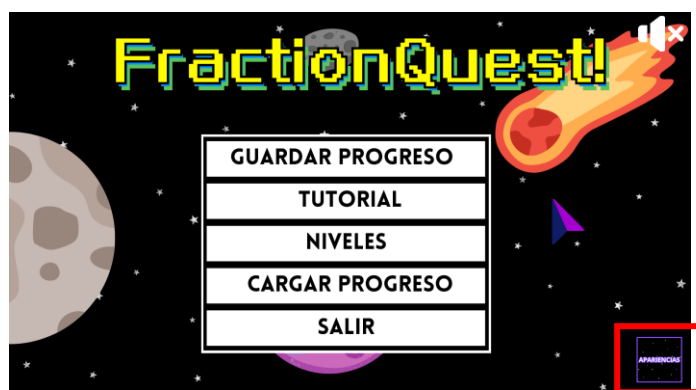 FractionQuest!
GUARDAR PROGRESO
TUTORIAL
NIVELES
CARGAR PROGRESO
SALIR
APARIENCIAS